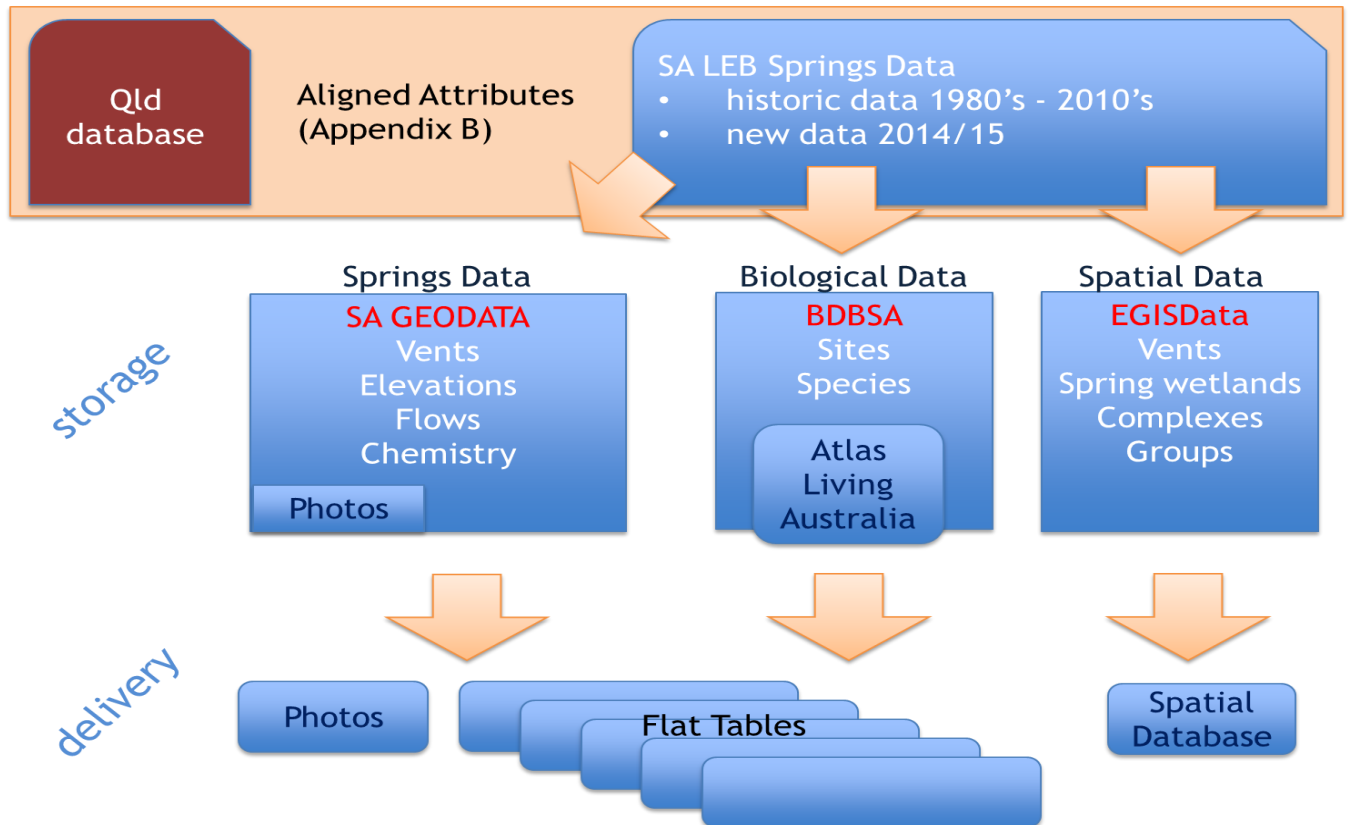 Qld
database
Aligned Attributes
(Appendix B)
SA LEB Springs Data
• historic data 1980’s - 2010’s
• new data 2014/15
storage
Springs Data
SA GEODATA
Vents
Elevations
Flows
Chemistry
Photos
Biological Data
BDBSA
Sites
Species
Atlas
Living
Australia
Spatial Data
EGISData
Vents
Spring wetlands
Complexes
Groups
delivery
Photos
Flat Tables
Spatial
Database